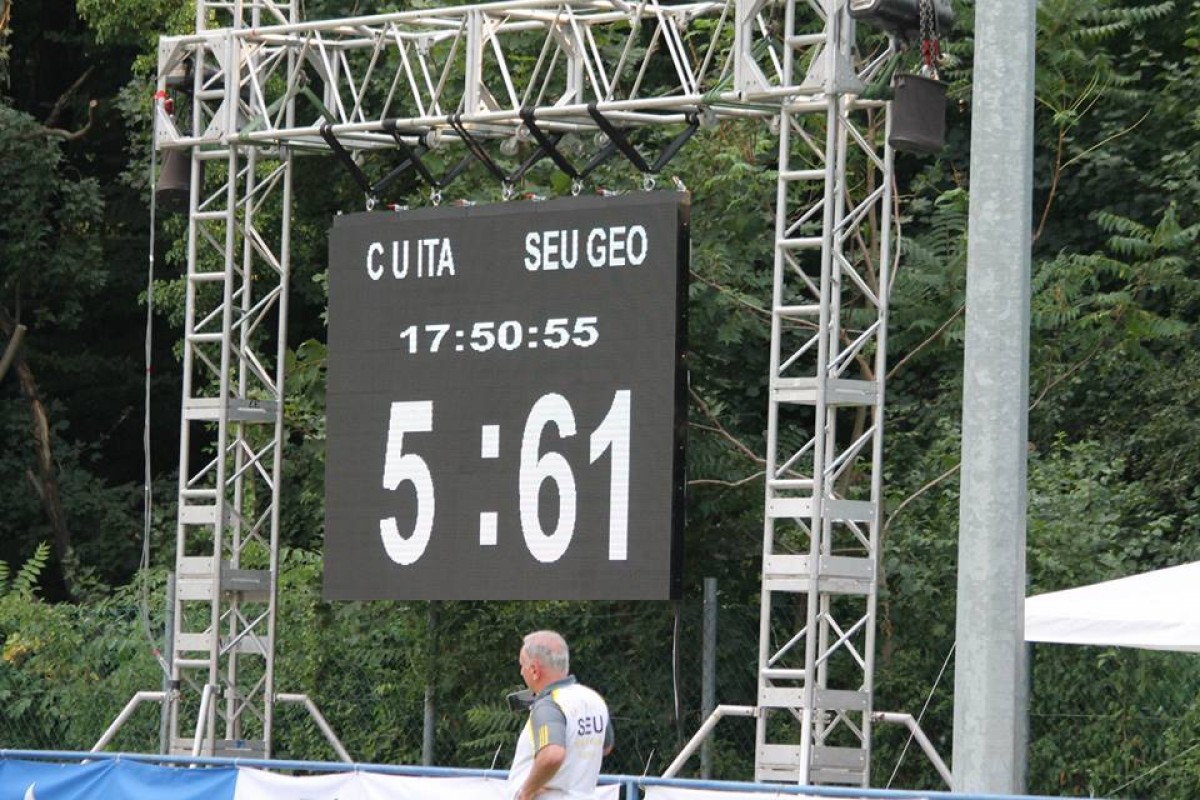 C U ITA SEU GEO
17:50:55
5 : 61
SEU